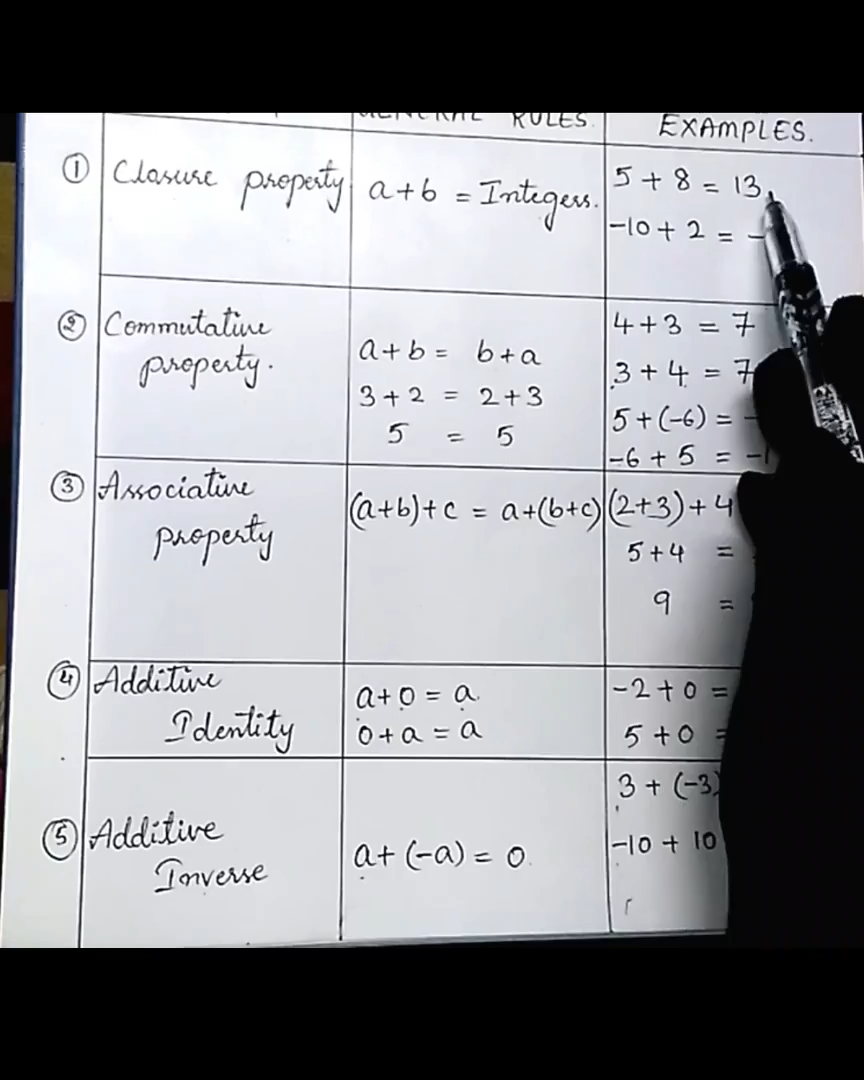 RULES.
EXAMPLES.
① Closure property
a+b = Integers.
5 + 8 = 13
-10 + 2 = -
② Commutative
property.
a+b = b+a
3+2 = 2+3
5 = 5
4+3 = 7
3 + 4 = 7
5 + (-6) = -
-6 + 5 = -1
③ Associative
property
(a+b)+c = a+(b+c)
(2+3) + 4
5+4 =
9 =
④ Additive
Identity
a+0 = a
0+a = a
-2+0 =
5 +0 =
⑤ Additive
Inverse
a+ (-a) = 0
3 + (-3)
-10 + 10